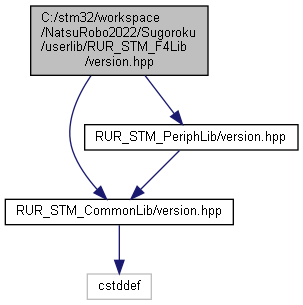 C:/stm32/workspace
/NatsuRobo2022/Sugoroku
/userlib/RUR_STM_F4Lib
/version.hpp
RUR_STM_PeriphLib/version.hpp
RUR_STM_CommonLib/version.hpp
cstddef